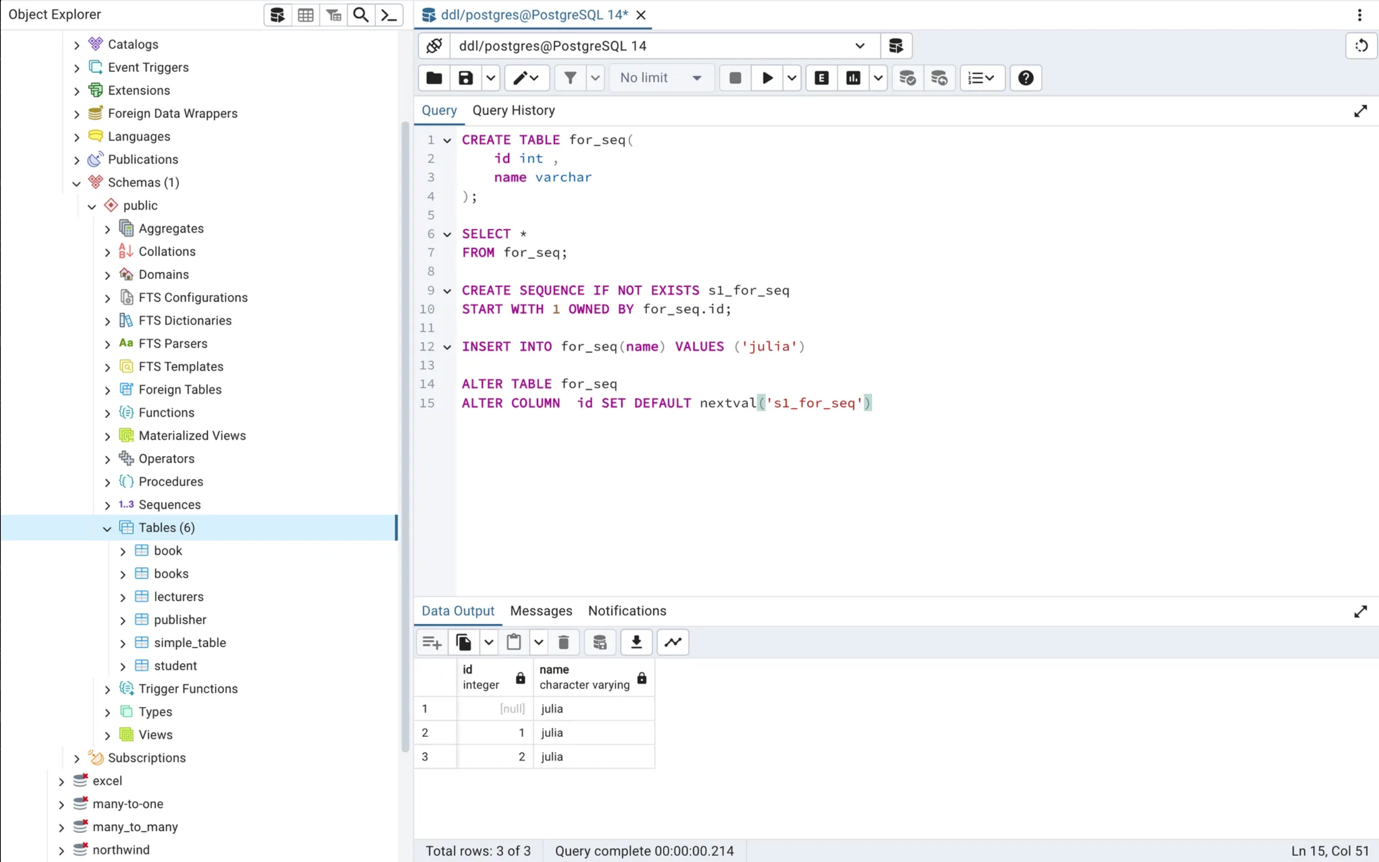 Object Explorer
Catalogs
Event Triggers
Extensions
Foreign Data Wrappers
Languages
Publications
Schemas (1)
public
Aggregates
Collations
Domains
FTS Configurations
FTS Dictionaries
Aa FTS Parsers
FTS Templates
Foreign Tables
Functions
Materialized Views
Operators
Procedures
1..3 Sequences
Tables (6)
book
books
lecturers
publisher
simple_table
student
Trigger Functions
Types
Views
Subscriptions
excel
many-to-one
many_to_many
northwind
ddl/postgres@PostgreSQL 14*
ddl/postgres@PostgreSQL 14
No limit
Query Query History
1 CREATE TABLE for_seq(
2 id int ,
3 name varchar
4 );
5
6 SELECT *
7 FROM for_seq;
8
9 CREATE SEQUENCE IF NOT EXISTS s1_for_seq
10 START WITH 1 OWNED BY for_seq.id;
11
12 INSERT INTO for_seq(name) VALUES ('julia')
13
14 ALTER TABLE for_seq
15 ALTER COLUMN  id SET DEFAULT nextval('s1_for_seq')
Data Output Messages Notifications
id name
integer character varying
1 [null] julia
2 1 julia
3 2 julia
Total rows: 3 of 3 Query complete 00:00:00.214 Ln 15, Col 51